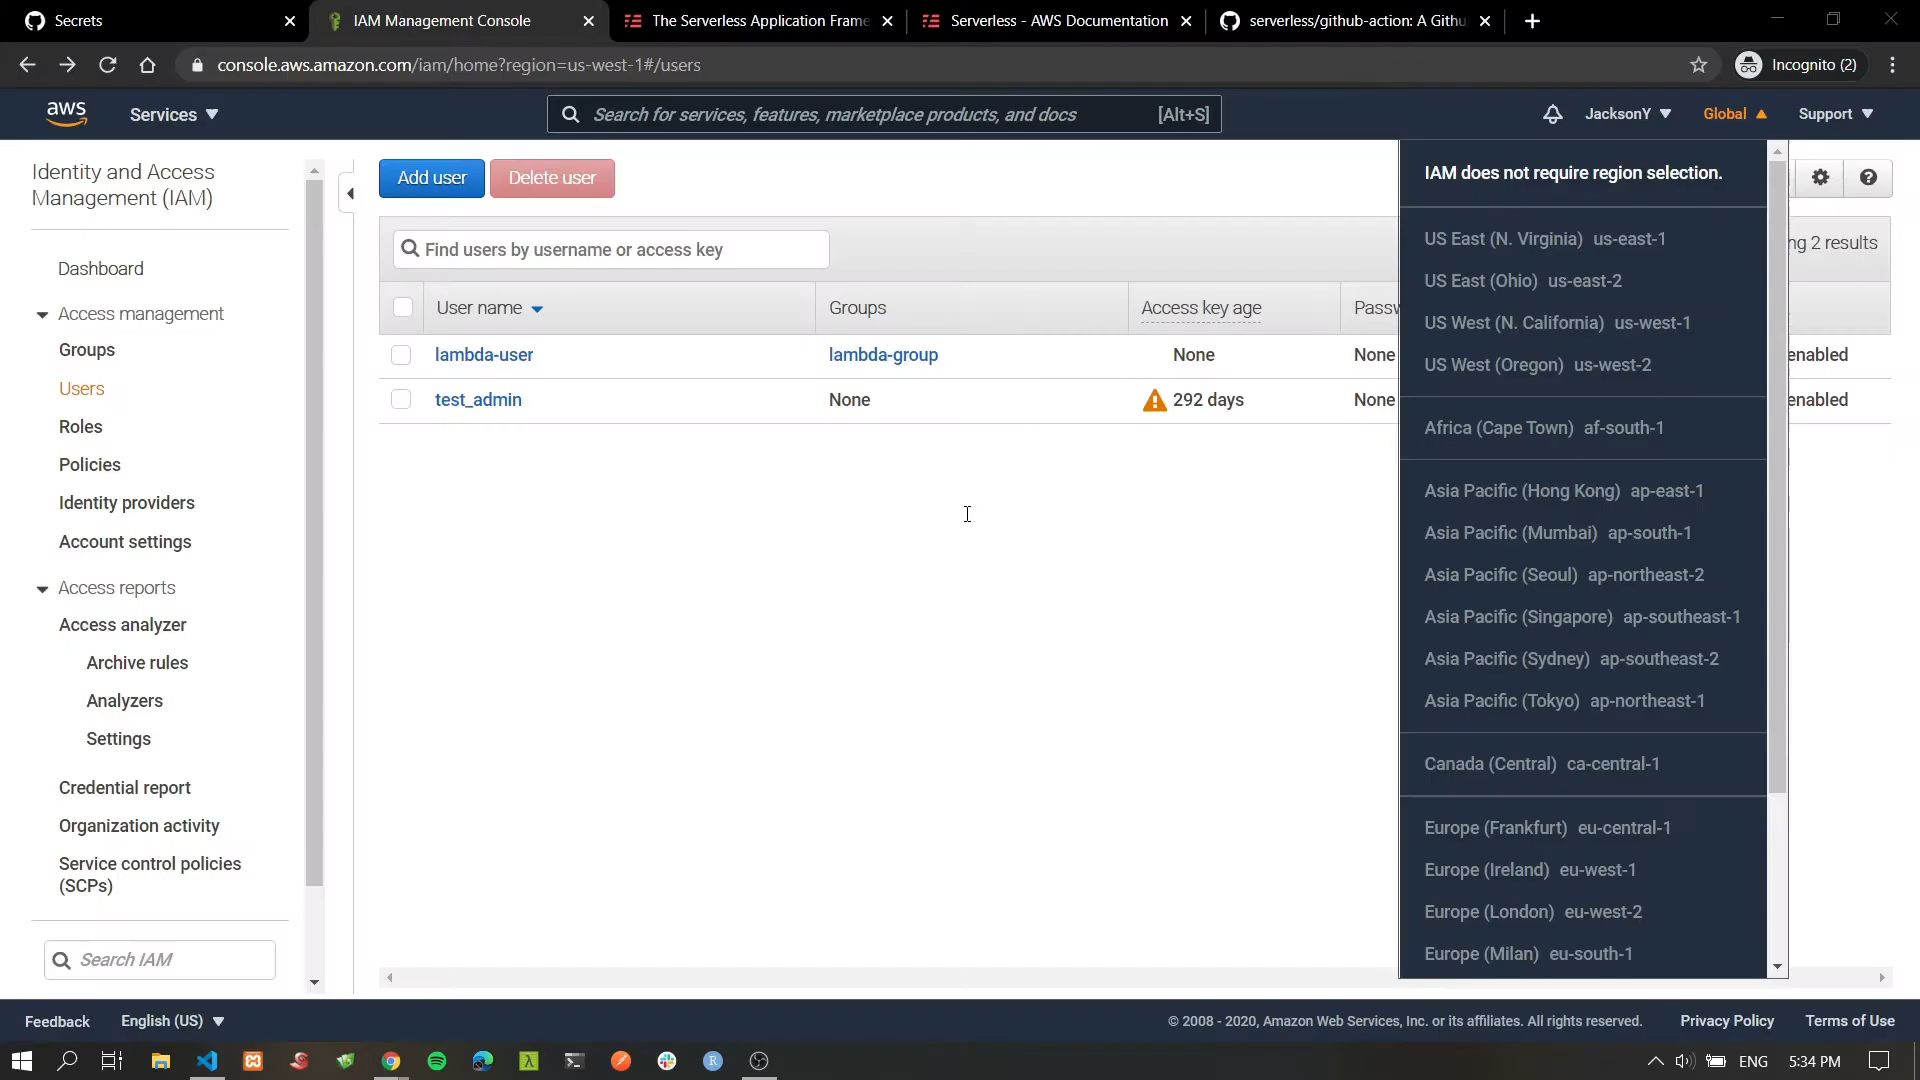 Secrets
IAM Management Console
The Serverless Application Frame
Serverless - AWS Documentation
serverless/github-action: A Githu
console.aws.amazon.com/iam/home?region=us-west-1#/users
Incognito (2)
aws
Services
Search for services, features, marketplace products, and docs
[Alt+S]
JacksonY
Global
Support
Identity and Access
Management (IAM)
Dashboard
Access management
Groups
Users
Roles
Policies
Identity providers
Account settings
Access reports
Access analyzer
Archive rules
Analyzers
Settings
Credential report
Organization activity
Service control policies
(SCPs)
Search IAM
Add user
Delete user
Find users by username or access key
ng 2 results
User name
Groups
Access key age
Passw
lambda-user
lambda-group
None
None
enabled
test_admin
None
292 days
None
enabled
IAM does not require region selection.
US East (N. Virginia) us-east-1
US East (Ohio) us-east-2
US West (N. California) us-west-1
US West (Oregon) us-west-2
Africa (Cape Town) af-south-1
Asia Pacific (Hong Kong) ap-east-1
Asia Pacific (Mumbai) ap-south-1
Asia Pacific (Seoul) ap-northeast-2
Asia Pacific (Singapore) ap-southeast-1
Asia Pacific (Sydney) ap-southeast-2
Asia Pacific (Tokyo) ap-northeast-1
Canada (Central) ca-central-1
Europe (Frankfurt) eu-central-1
Europe (Ireland) eu-west-1
Europe (London) eu-west-2
Europe (Milan) eu-south-1
Feedback
English (US)
© 2008 - 2020, Amazon Web Services, Inc. or its affiliates. All rights reserved.
Privacy Policy
Terms of Use
ENG
5:34 PM